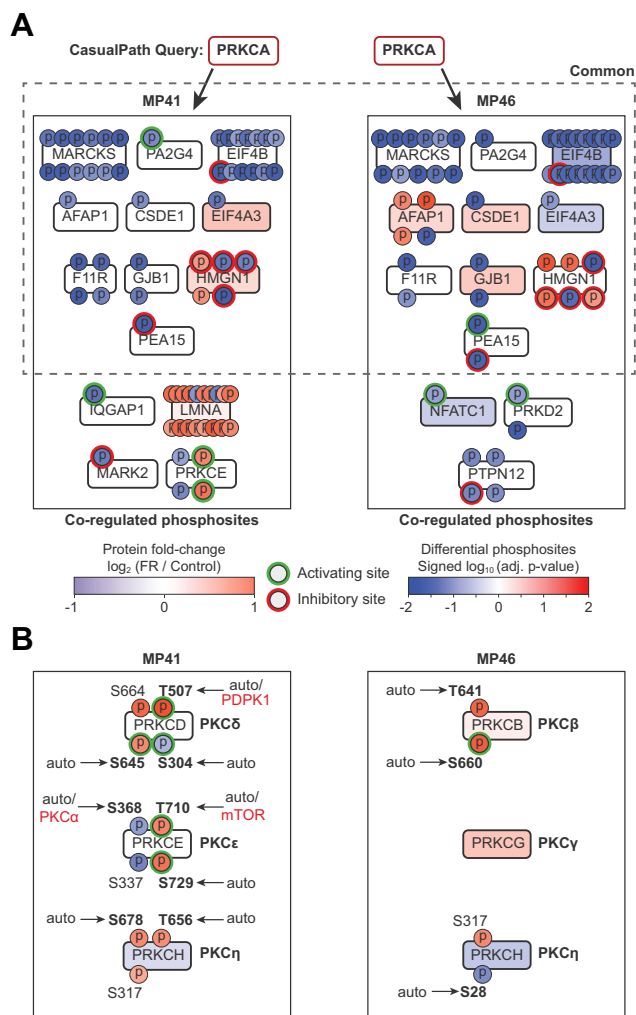 A
CasualPath Query: PRKCA
PRKCA
Common
MP41
MP46
p p p p p p p
MARCKS
p p p p p p
p
PA2G4
p p p p p p p
EIF4B
p p p p p p p
p
AFAP1
p
CSDE1
p
EIF4A3
p p
F11R
p p
p
GJB1
p
p p p
HMGN1
p p
p
PEA15
p
IQGAP1
LMNA
p
MARK2
p p
PRKCE
p p
Co-regulated phosphosites
p p p p p p p
MARCKS
p p p p p
p
PA2G4
EIF4B
p p
AFAP1
p p
p
CSDE1
p
EIF4A3
p
F11R
p
p
GJB1
p
p p p
HMGN1
p p p
p
PEA15
p
p
NFATC1
p
PRKD2
p
p p
PTPN12
p p
Co-regulated phosphosites
Protein fold-change
log2 (FR / Control)
-1 0 1
Activating site
Inhibitory site
Differential phosphosites
Signed log10 (adj. p-value)
-2 -1 0 1 2
B
MP41
S664 T507 auto/
PDPK1
p p
PRKCD PKCδ
p p
auto S645 S304 auto
auto/
PKCα
S368 T710
auto/
mTOR
p p
PRKCE PKCε
p p
S337 S729 auto
auto S678 T656 auto
p p
PRKCH PKCη
p
S317
MP46
auto T641
p
PRKCB PKCβ
p
auto S660
PRKCG PKCγ
S317
p
PRKCH PKCη
p
auto S28